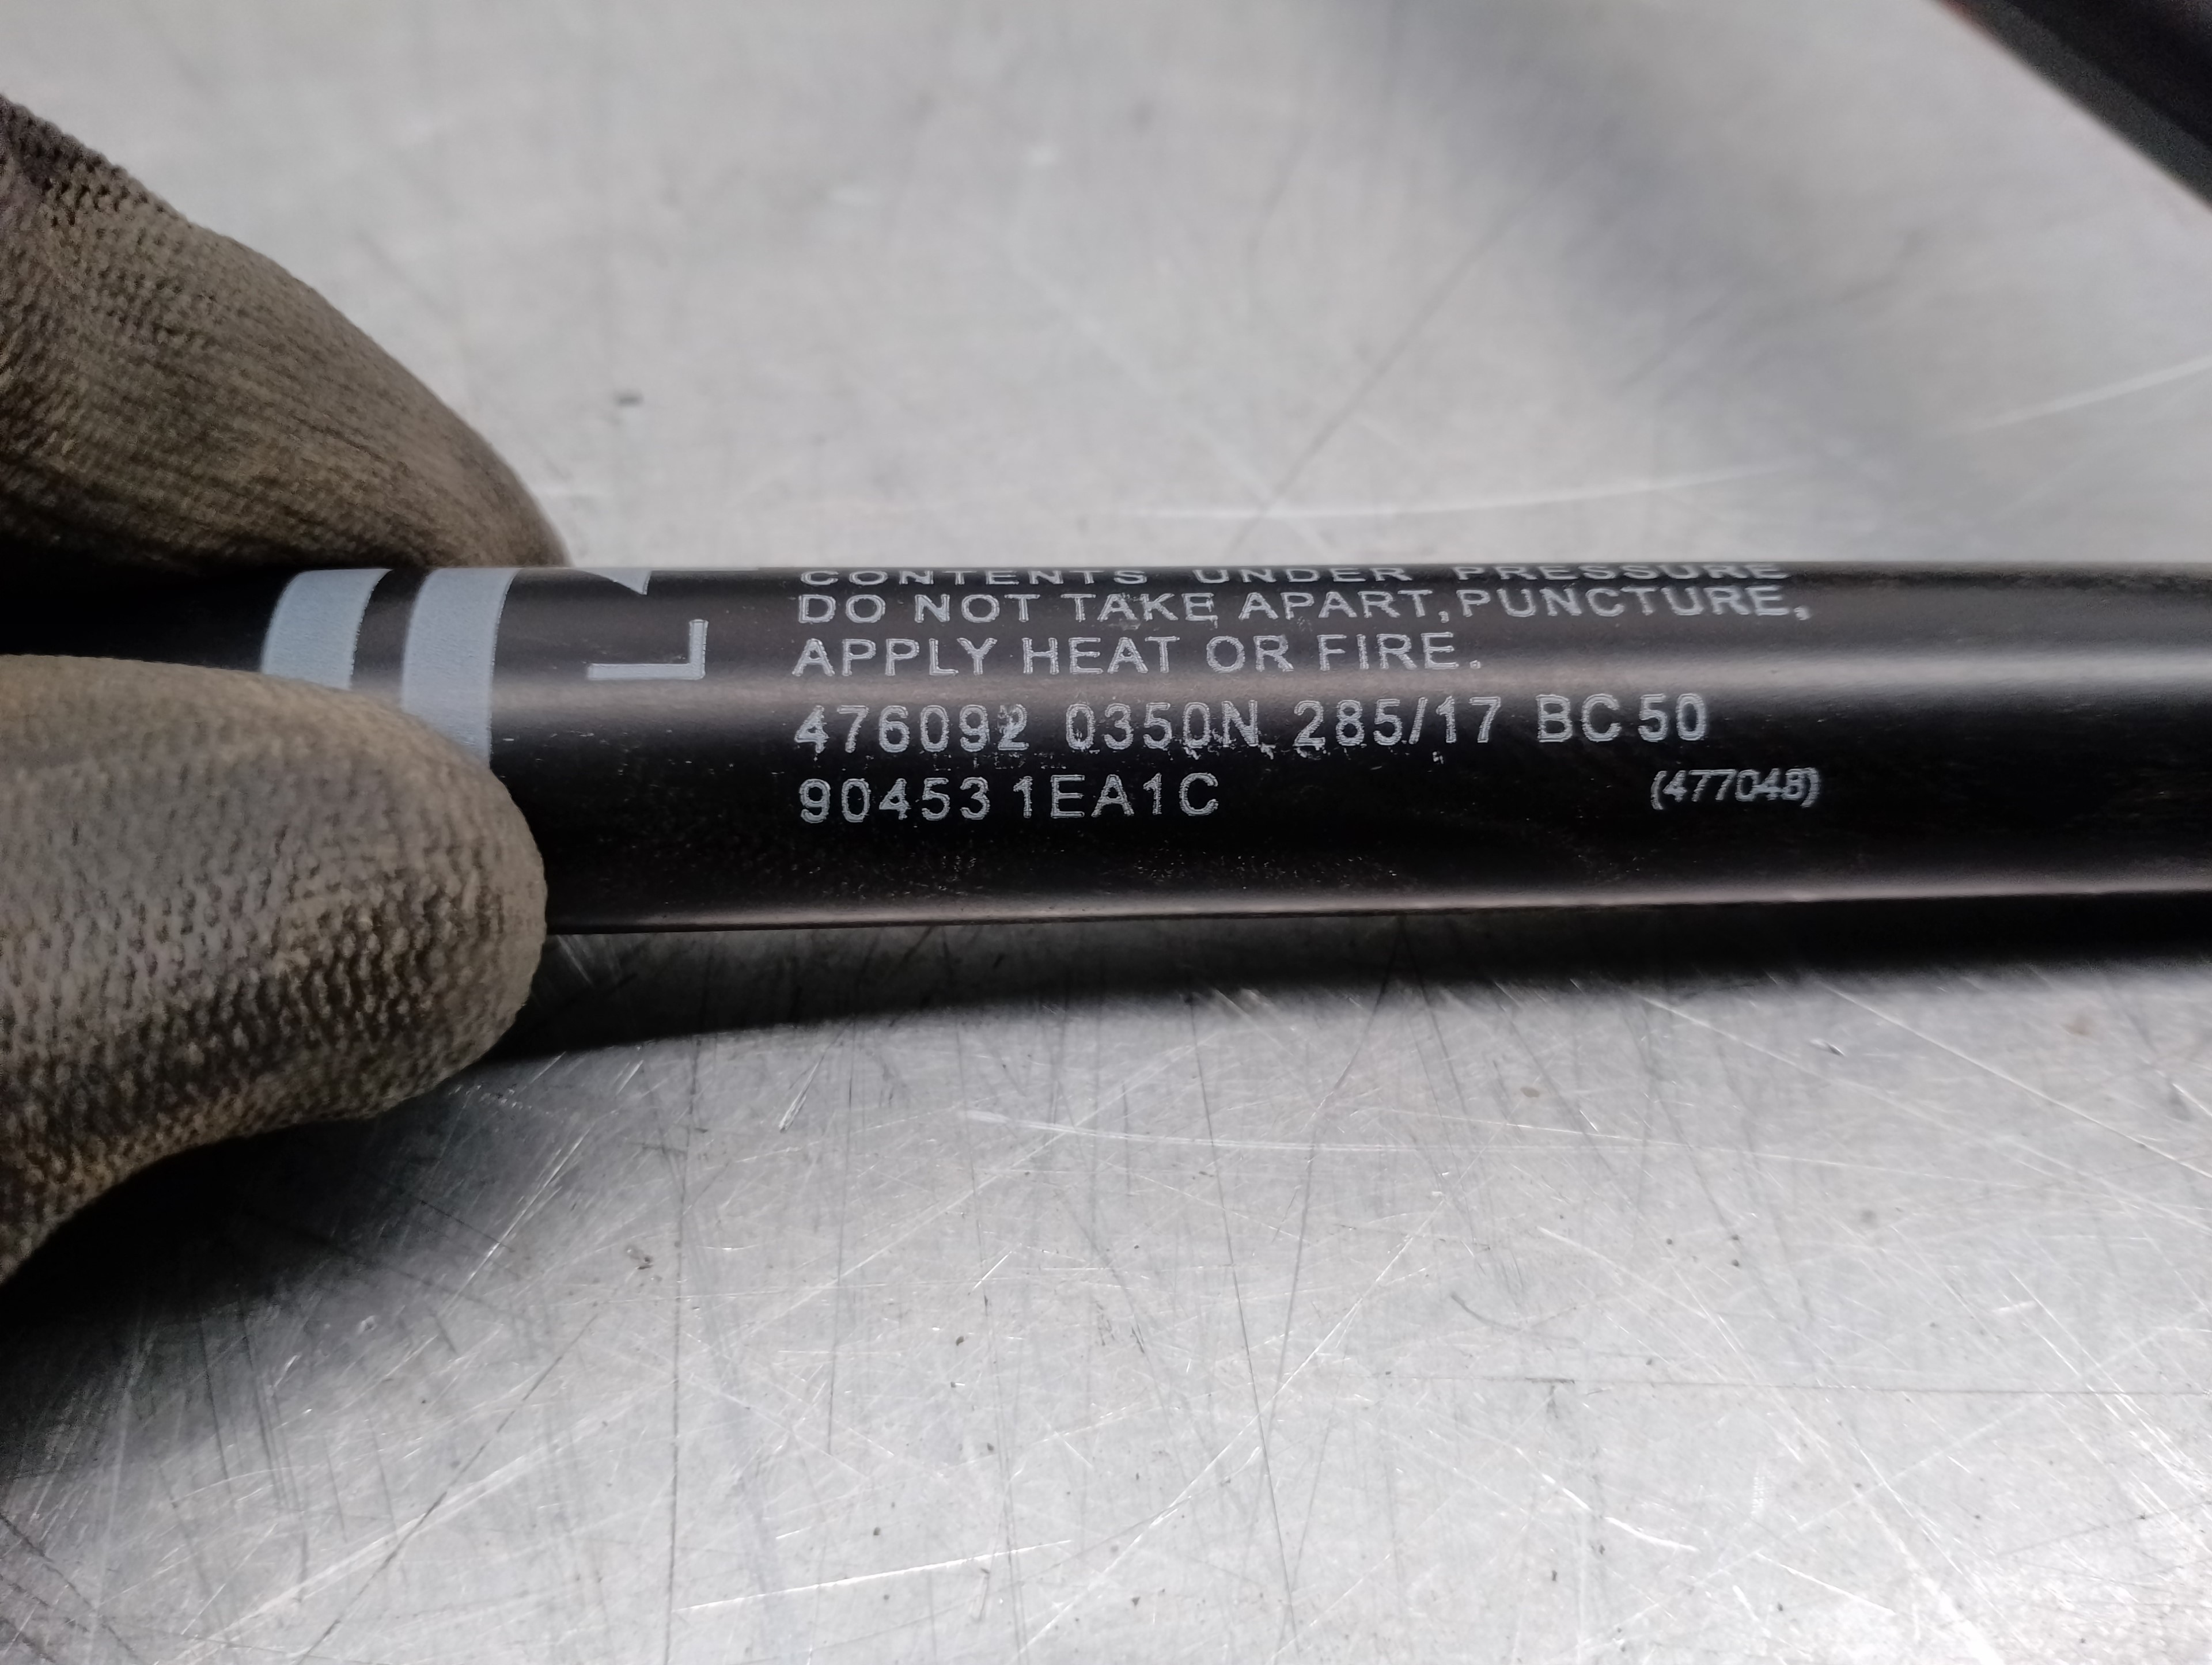 CONTENTS UNDER PRESSURE
DO NOT TAKE APART, PUNCTURE,
APPLY HEAT OR FIRE.
476092 0350N 285/17 BC 50
904531EA1C (477048)